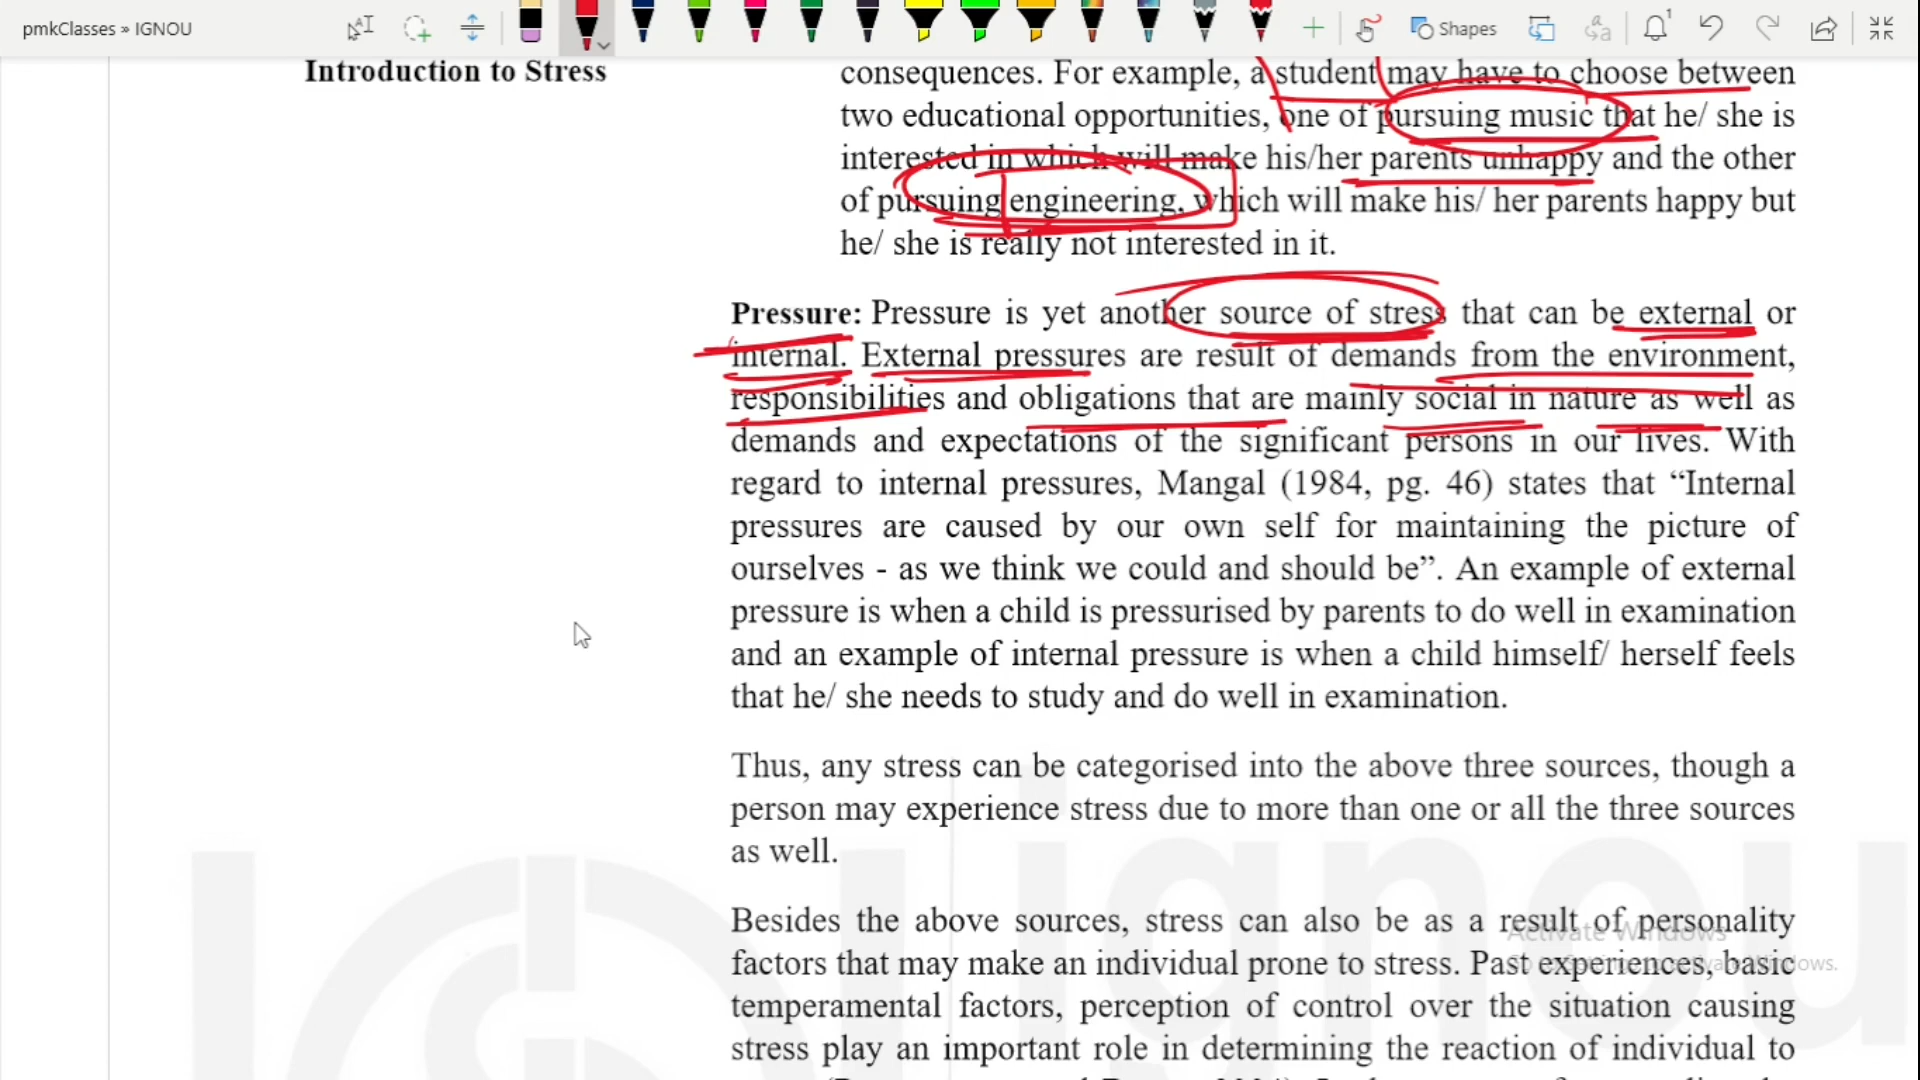 pmkClasses » IGNOU
Shapes
Introduction to Stress
consequences. For example, a student may have to choose between
two educational opportunities, one of pursuing music that he/ she is
interested in which will make his/her parents unhappy and the other
of pursuing engineering, which will make his/ her parents happy but
he/ she is really not interested in it.
Pressure: Pressure is yet another source of stress that can be external or
internal. External pressures are result of demands from the environment,
responsibilities and obligations that are mainly social in nature as well as
demands and expectations of the significant persons in our lives. With
regard to internal pressures, Mangal (1984, pg. 46) states that “Internal
pressures are caused by our own self for maintaining the picture of
ourselves - as we think we could and should be”. An example of external
pressure is when a child is pressurised by parents to do well in examination
and an example of internal pressure is when a child himself/ herself feels
that he/ she needs to study and do well in examination.
Thus, any stress can be categorised into the above three sources, though a
person may experience stress due to more than one or all the three sources
as well.
Besides the above sources, stress can also be as a result of personality
Activate Windows
factors that may make an individual prone to stress. Past experiences, basic
Go to Settings to activate Windows.
temperamental factors, perception of control over the situation causing
stress play an important role in determining the reaction of individual to
ignou